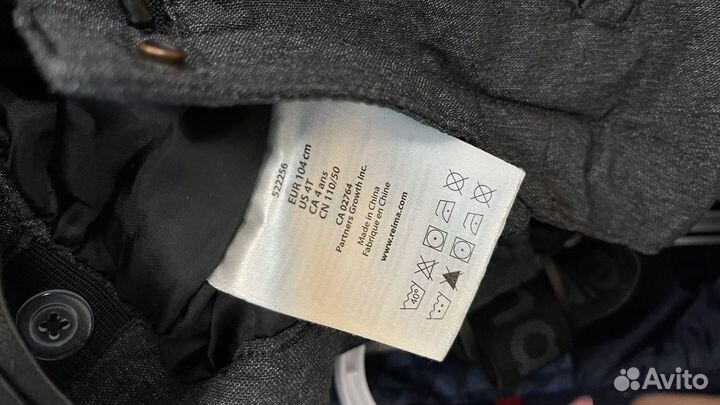 522256
EUR 104 cm
US 4T
CA 4 ans
CN 110/50
CA 02764
Partners Growth Inc.
Made in China
Fabriqué en Chine
www.reima.com
40°
Avito